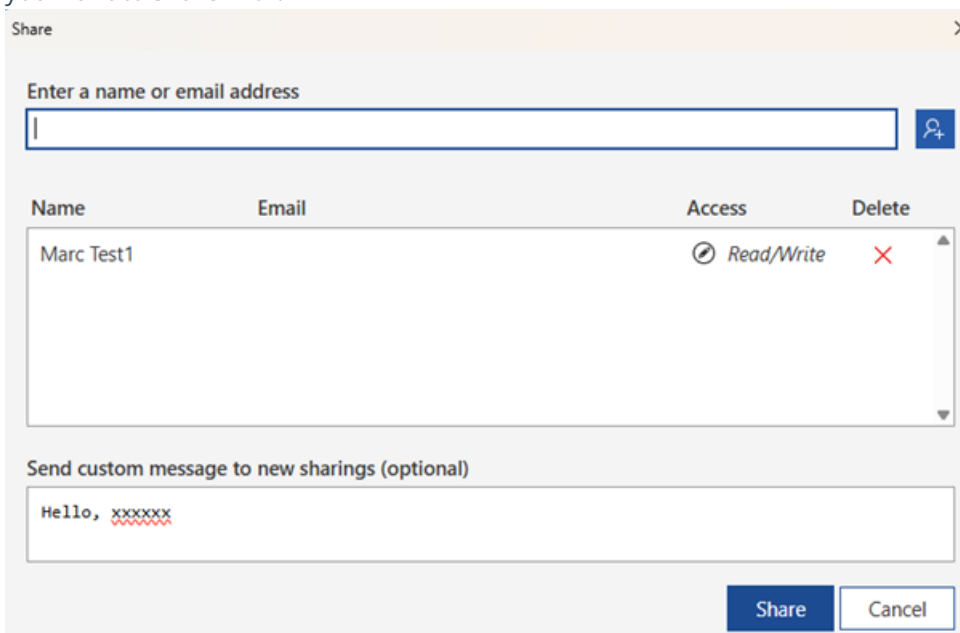 Share
Enter a name or email address
Name Email Access Delete
Marc Test1 Read/Write
Send custom message to new sharings (optional)
Hello, xxxxxx
Share Cancel